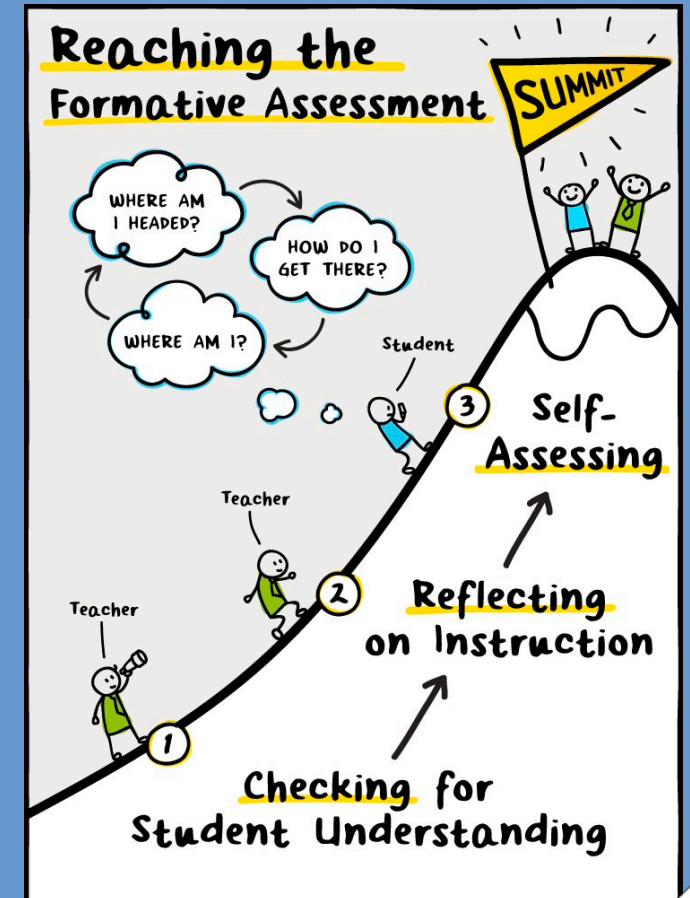 Reaching the
Formative Assessment
SUMMIT
WHERE AM
I HEADED?
HOW DO I
GET THERE?
WHERE AM I?
Student
3
Self-
Assessing
Teacher
2
Reflecting
on Instruction
Teacher
1
Checking for
Student Understanding